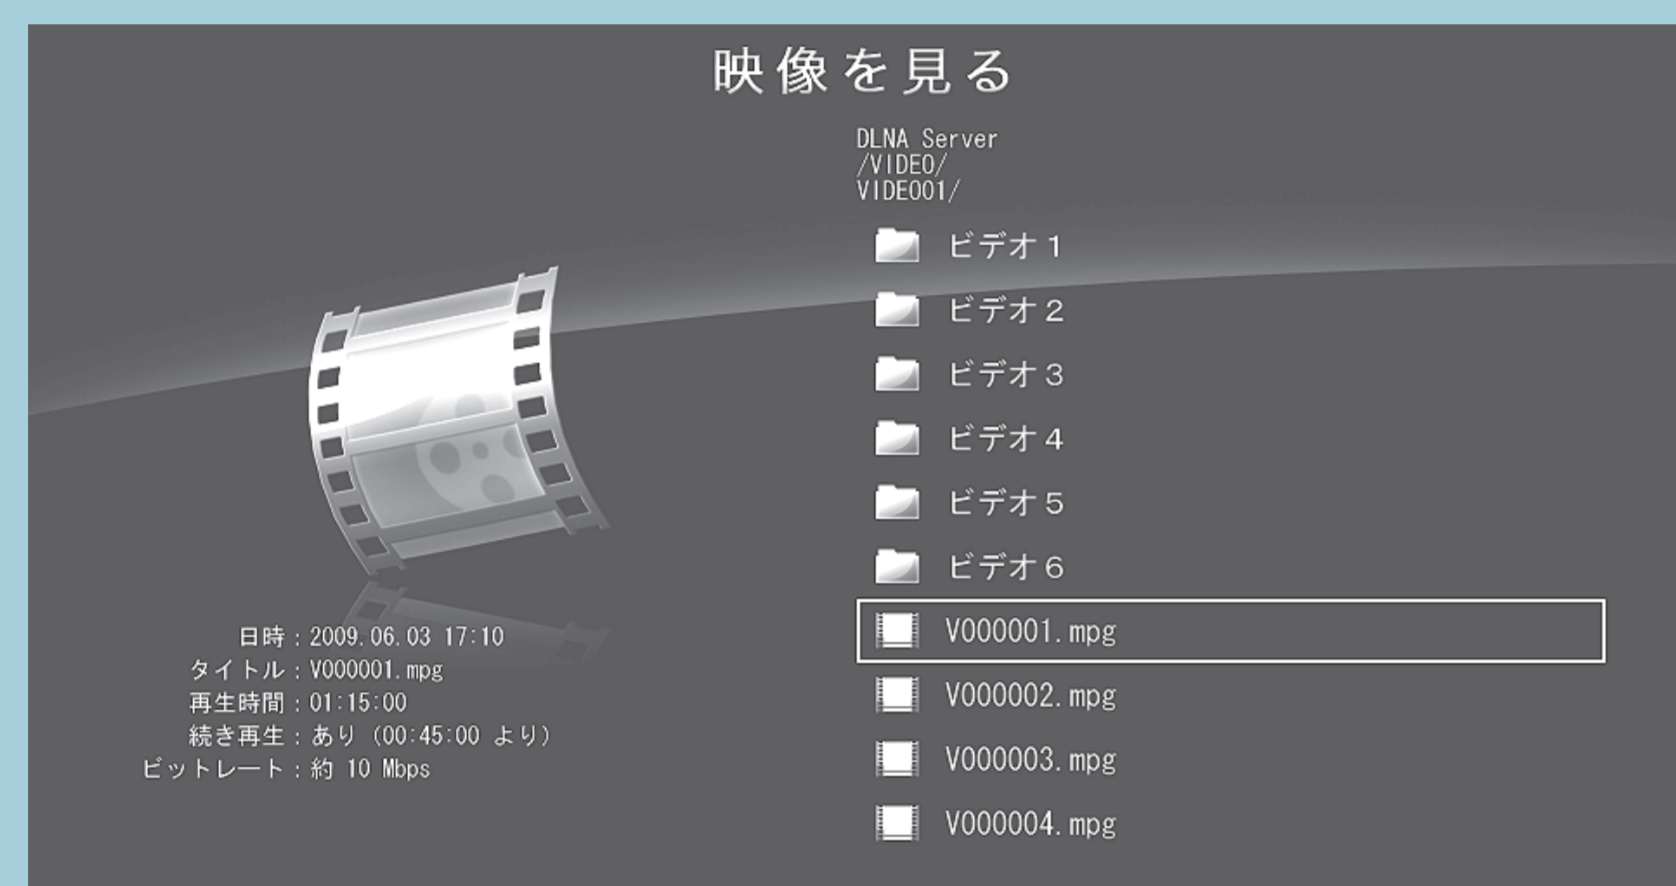 映像を見る
DLNA Server
/VIDEO/
VIDEO01/
ビデオ1
ビデオ2
ビデオ3
ビデオ4
ビデオ5
ビデオ6
V000001.mpg
V000002.mpg
V000003.mpg
V000004.mpg
日時：2009.06.03 17:10
タイトル：V000001.mpg
再生時間：01:15:00
続き再生：あり（00:45:00 より）
ビットレート：約 10 Mbps